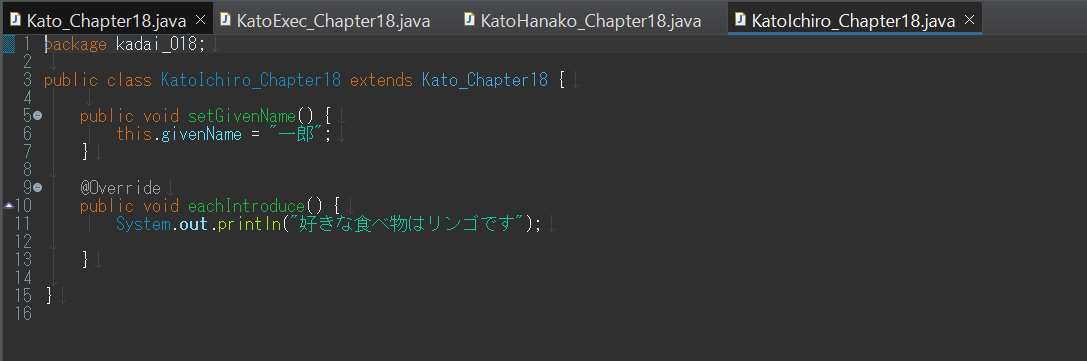 Kato_Chapter18.java × KatoExec_Chapter18.java KatoHanako_Chapter18.java KatoIchiro_Chapter18.java ×
1 package kadai_018;
2
3 public class KatoIchiro_Chapter18 extends Kato_Chapter18 {
4
5 public void setGivenName() {
6 this.givenName = "一郎";
7 }
8
9 @Override
10 public void eachIntroduce() {
11 System.out.println("好きな食べ物はリンゴです");
12
13 }
14
15 }
16